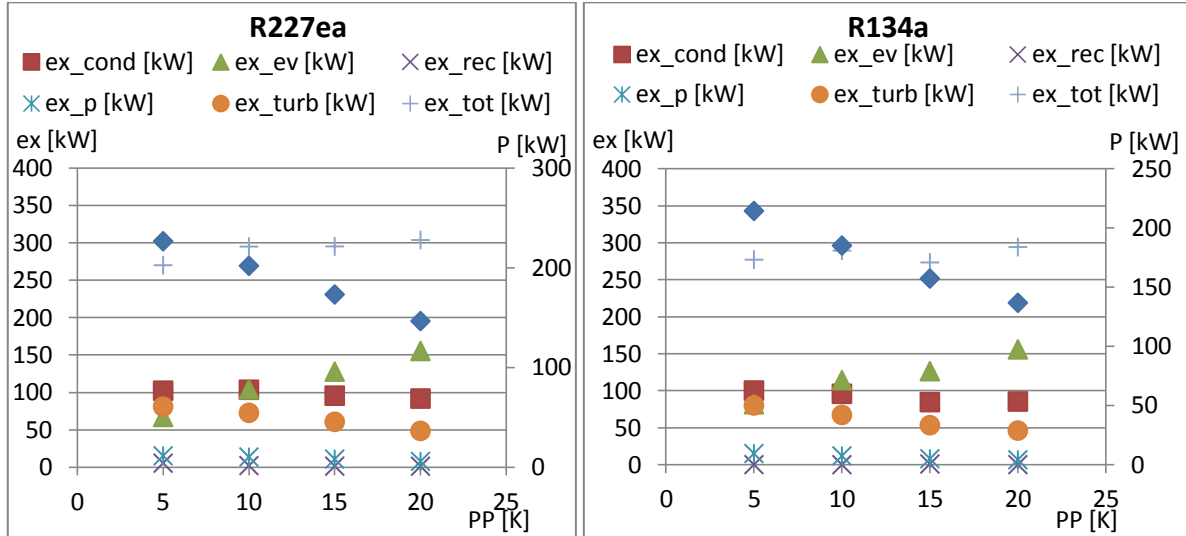 R227ea
ex_cond [kW] ex_ev [kW] ex_rec [kW]
ex_p [kW] ex_turb [kW] ex_tot [kW]
ex [kW] P [kW]
400 300
350
300
250 200
200
150 100
100
50
0 0
0 5 10 15 20 25
PP [K]
R134a
ex_cond [kW] ex_ev [kW] ex_rec [kW]
ex_p [kW] ex_turb [kW] ex_tot [kW]
ex [kW] P [kW]
400 250
350
300 200
250 150
200
150 100
100
50 50
0 0
0 5 10 15 20 25
PP [K]